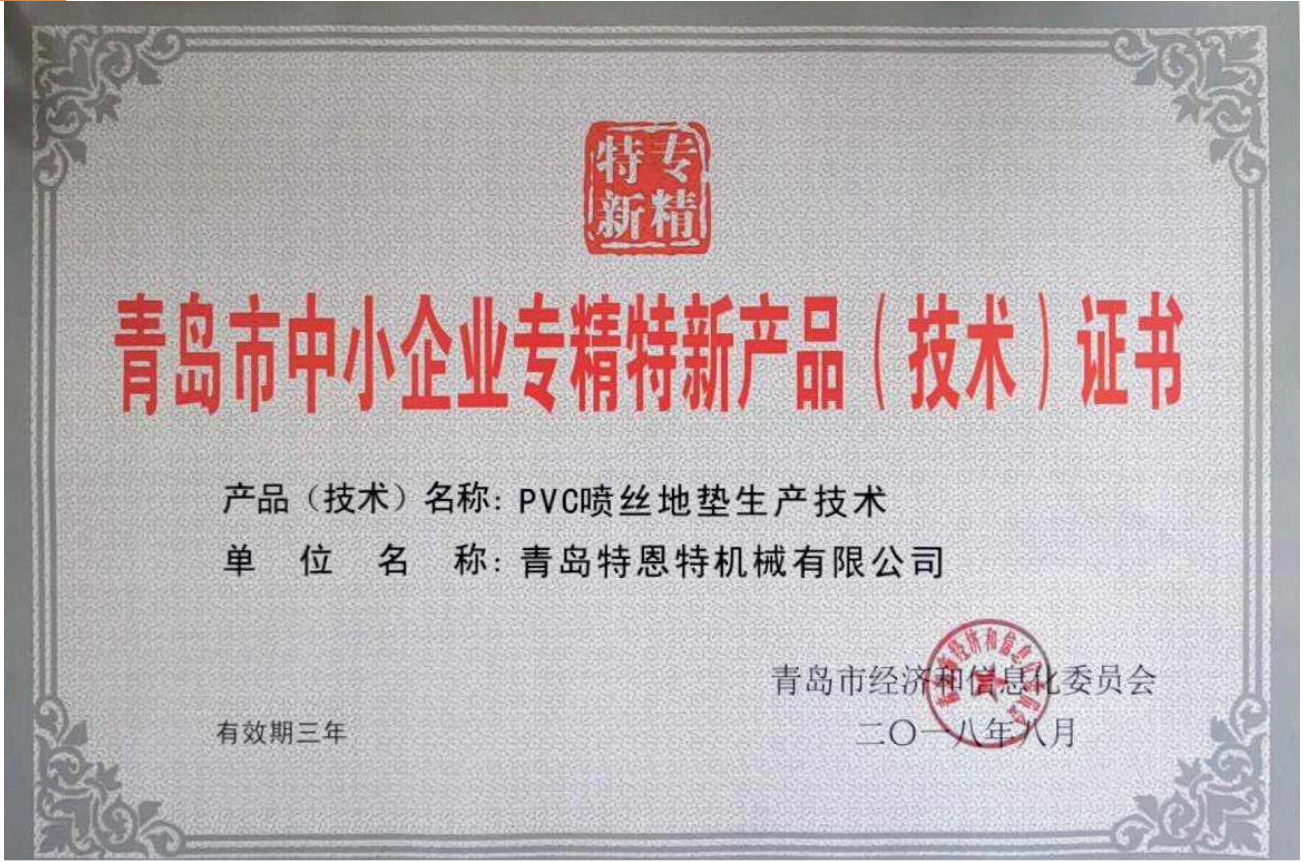 专精
特新
青岛市中小企业专精特新产品（技术）证书
产品（技术）名称：PVC喷丝地垫生产技术
单位名称：青岛特恩特机械有限公司
青岛市经济和信息化委员会
有效期三年
二〇一八年八月